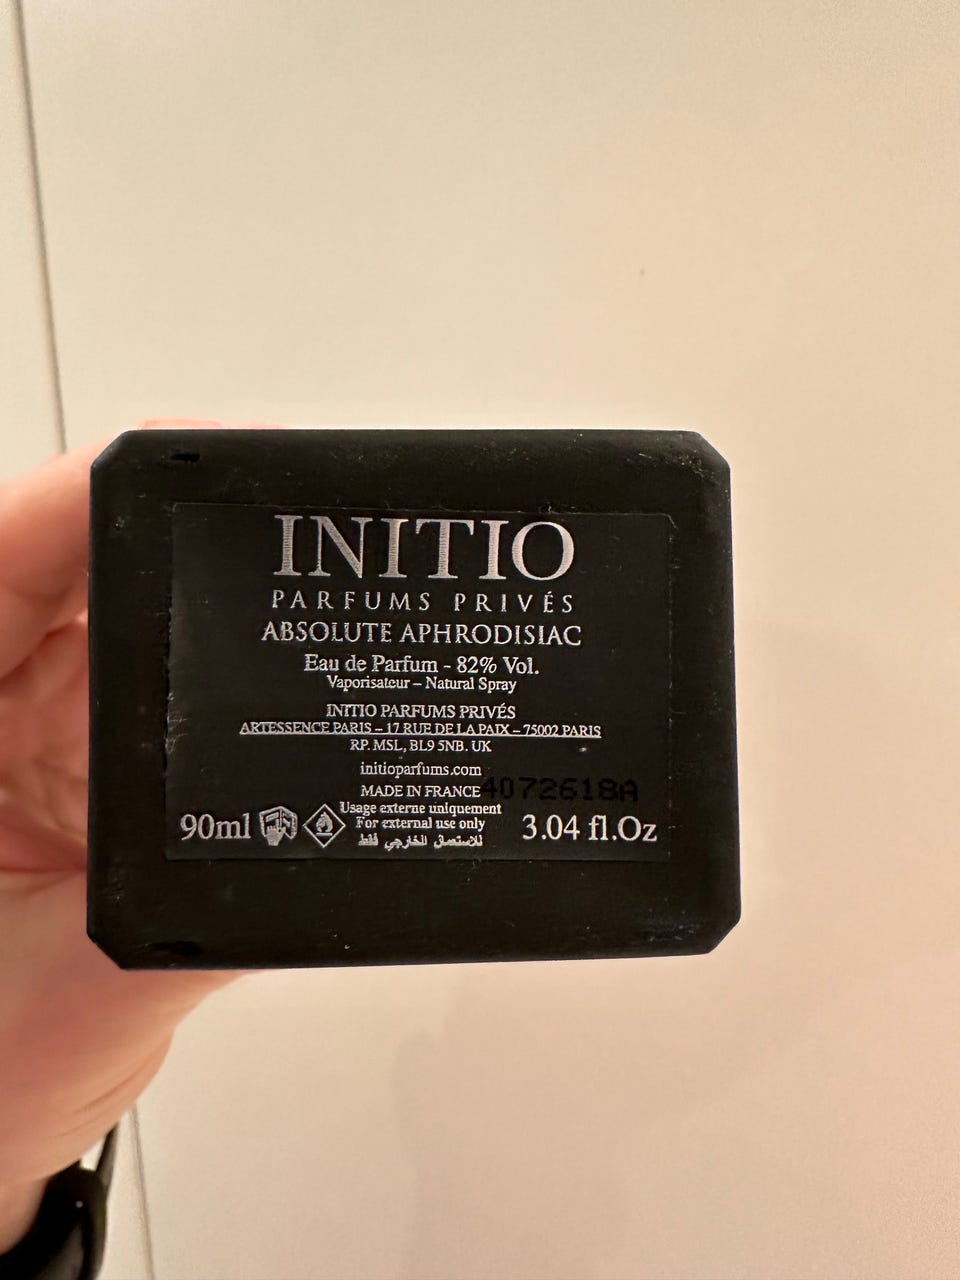 INITIO
PARFUMS PRIVÉS
ABSOLUTE APHRODISIAC
Eau de Parfum - 82% Vol.
Vaporisateur – Natural Spray
INITIO PARFUMS PRIVÉS
ARTESSENCE PARIS – 17 RUE DE LA PAIX – 75002 PARIS
RP. MSL, BL9 5NB. UK
initioparfums.com
MADE IN FRANCE 4072618A
Usage externe uniquement
For external use only
للاستعمال الخارجي فقط
90ml 3.04 fl.Oz